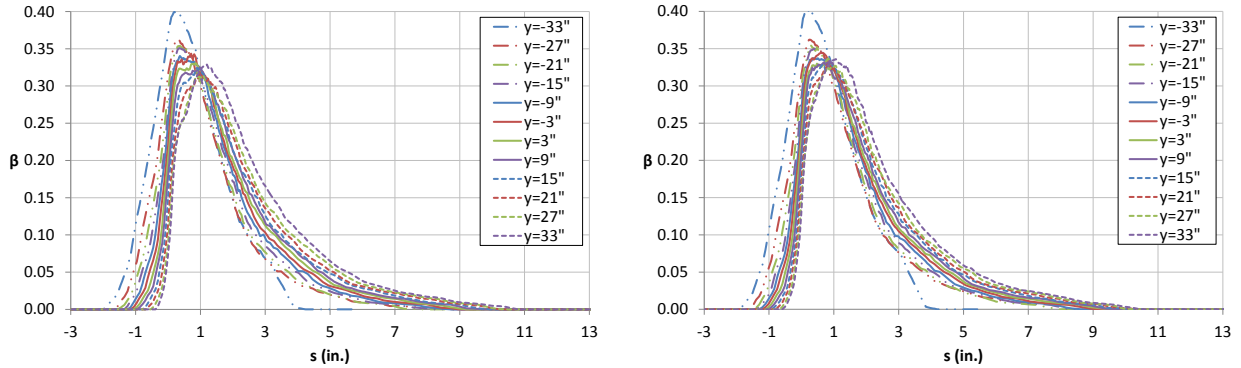 0.40
0.35
0.30
0.25
0.20
0.15
0.10
0.05
0.00
β
-3 -1 1 3 5 7 9 11 13
s (in.)
y=-33"
y=-27"
y=-21"
y=-15"
y=-9"
y=-3"
y=3"
y=9"
y=15"
y=21"
y=27"
y=33"
0.40
0.35
0.30
0.25
0.20
0.15
0.10
0.05
0.00
β
-3 -1 1 3 5 7 9 11 13
s (in.)
y=-33"
y=-27"
y=-21"
y=-15"
y=-9"
y=-3"
y=3"
y=9"
y=15"
y=21"
y=27"
y=33"